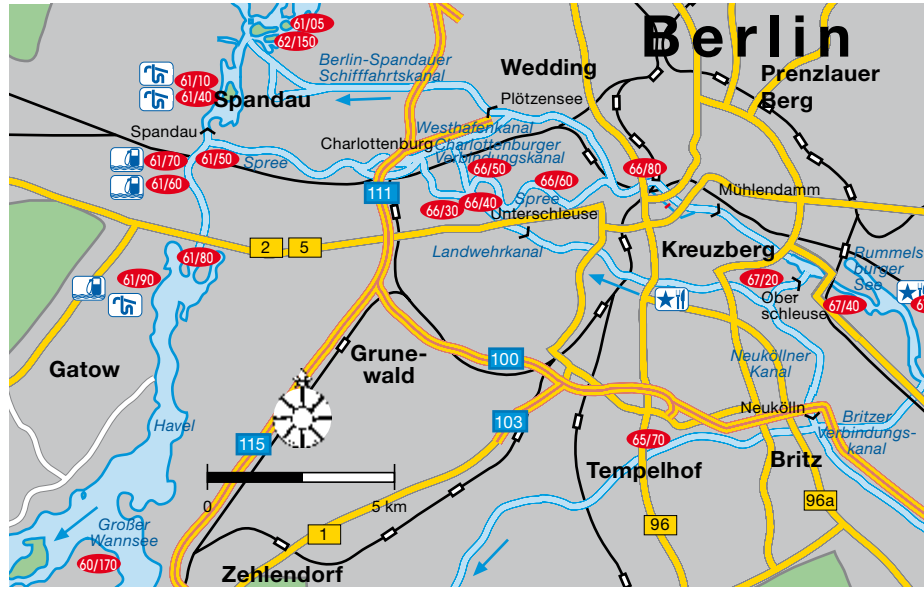 61/05
62/150
Berlin
Berlin-Spandauer
Schifffahrtskanal
Wedding
Prenzlauer
Berg
61/10
61/40
Spandau
Plötzensee
Spandau
Westhafenkanal
Charlottenburg
Charlottenburger
Verbindungskanal
61/70
61/50
Spree
66/50
66/80
61/60
111
66/60
Mühlendamm
66/30
66/40
Spree
Unterschleuse
2
5
Landwehrkanal
Kreuzberg
Rummels-
burger
See
61/80
61/90
67/20
Ober
schleuse
67/40
Gatow
Grune-
wald
100
Neuköllner
Kanal
Havel
115
103
Neukölln
Britzer
Verbindungs-
kanal
65/70
Tempelhof
Britz
0
5 km
96a
Großer
Wannsee
1
96
60/170
Zehlendorf